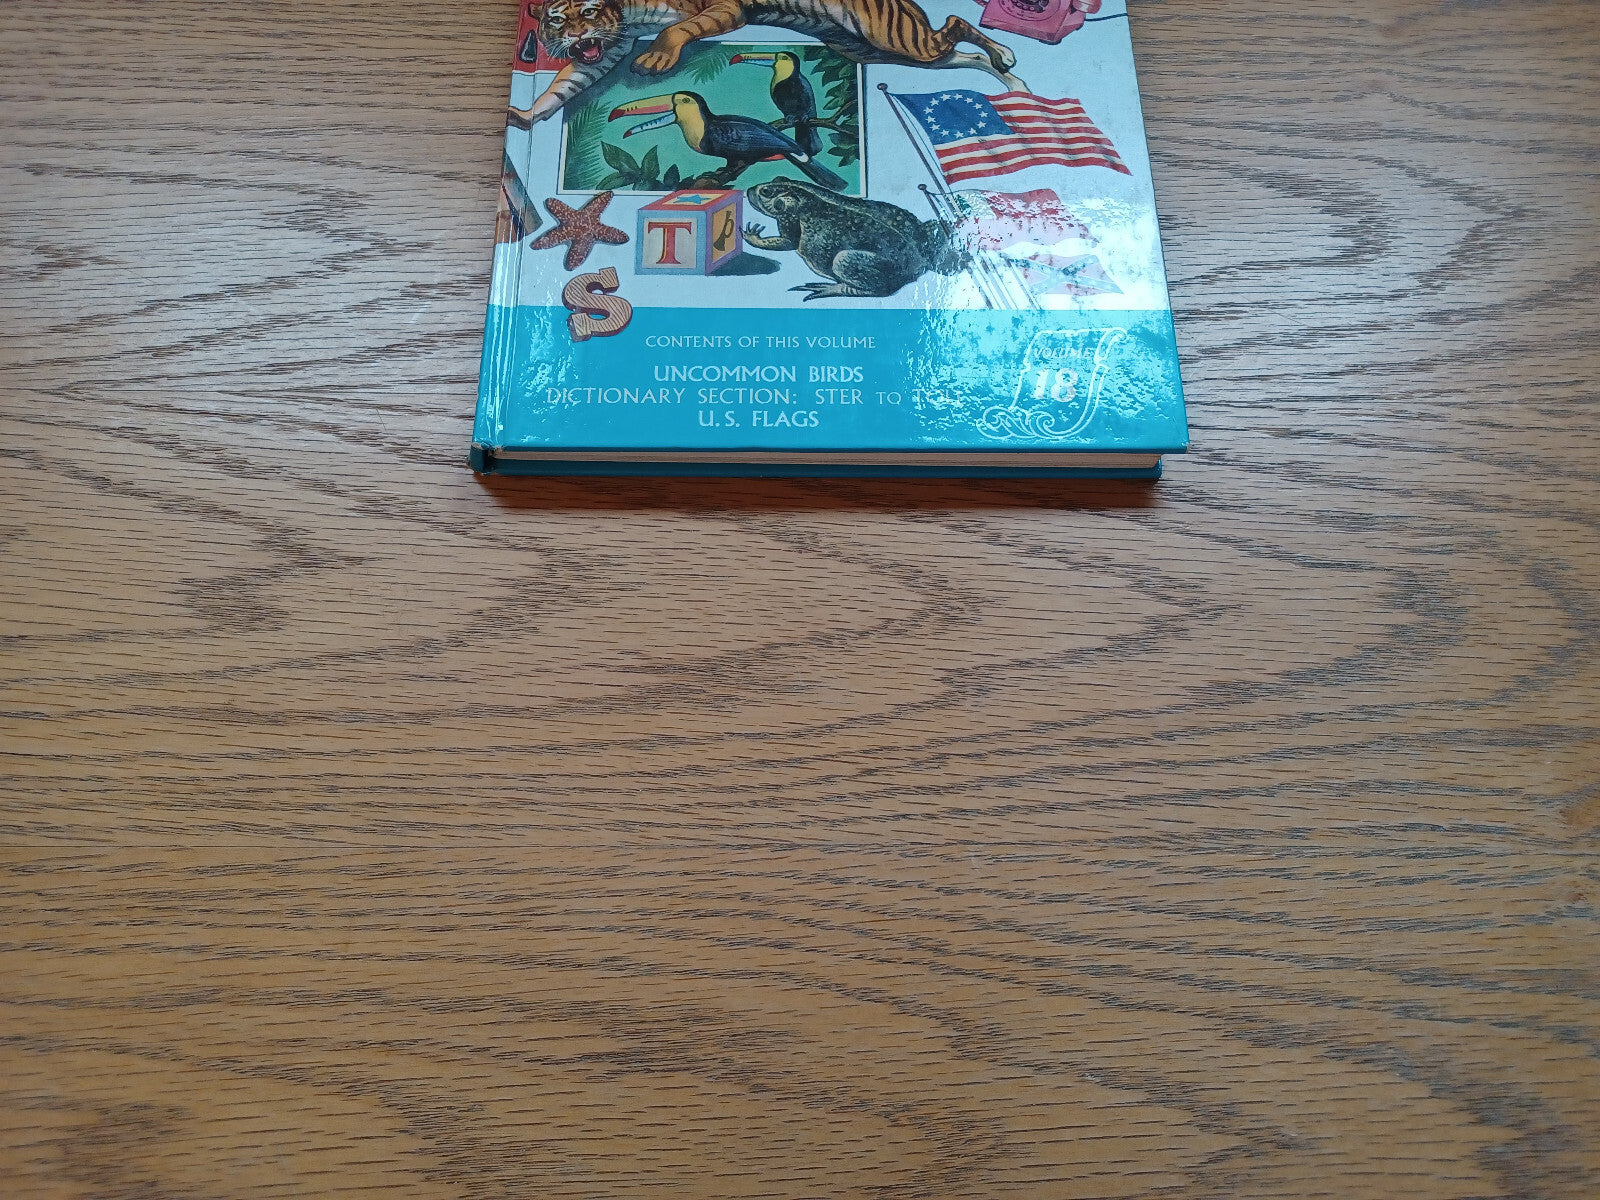 T
S
CONTENTS OF THIS VOLUME
UNCOMMON BIRDS
DICTIONARY SECTION: STER TO
U.S. FLAGS
VOLUME
18